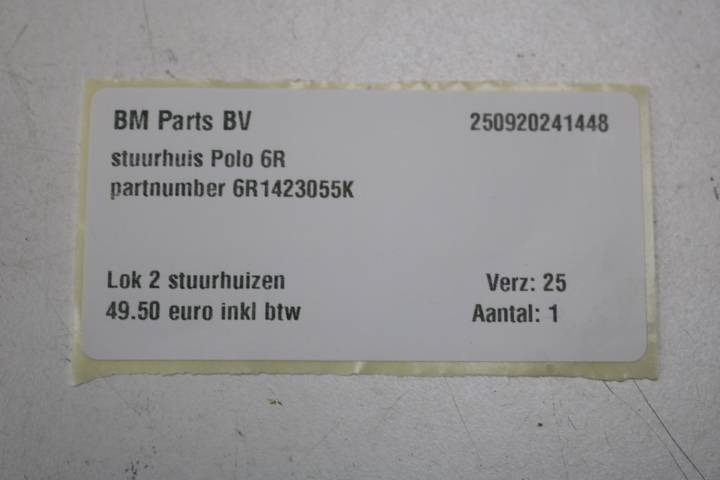 BM Parts BV 250920241448
stuurhuis Polo 6R
partnumber 6R1423055K
Lok 2 stuurhuizen Verz: 25
49.50 euro inkl btw Aantal: 1